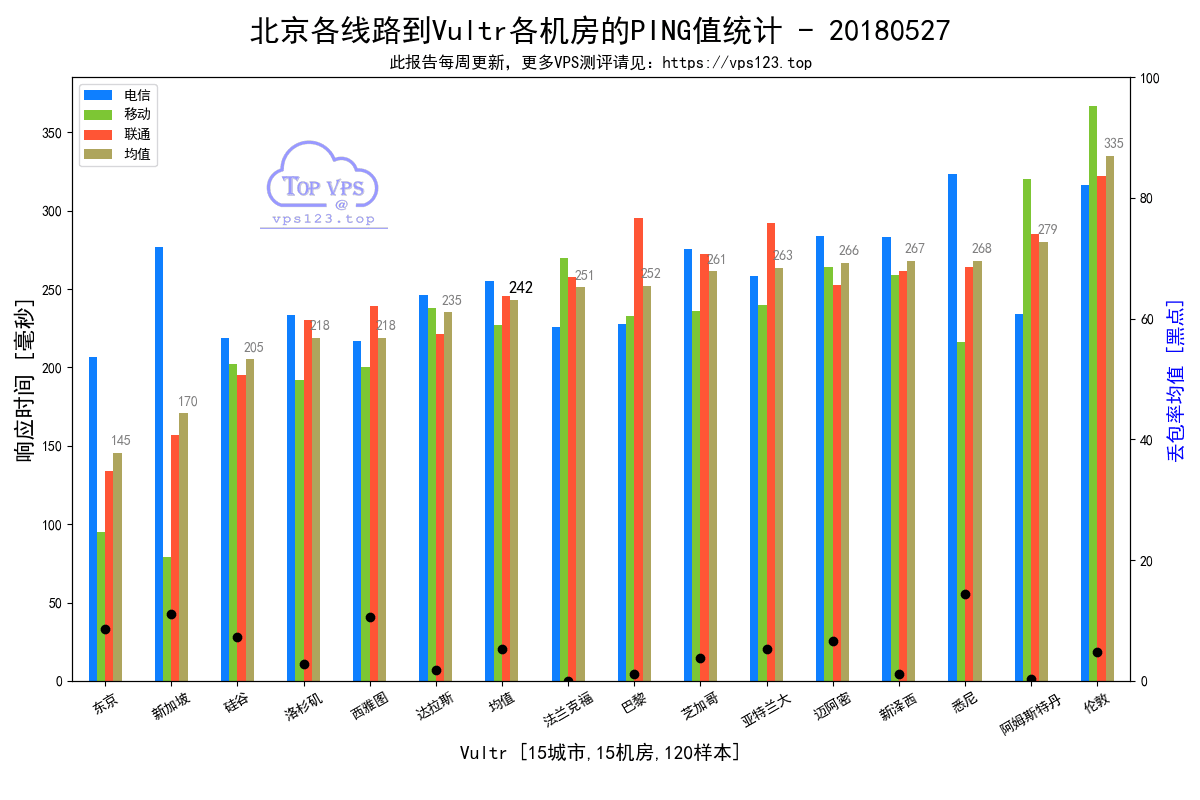 北京各线路到Vultr各机房的PING值统计 - 20180527
此报告每周更新，更多VPS测评请见：https://vps123.top
电信
移动
联通
均值
TOP VPS
@
vps123.top
响应时间 [毫秒]
350
300
250
200
150
100
50
0
145
170
205
218
218
235
242
251
252
261
263
266
267
268
279
335
100
80
60
40
20
0
丢包率均值 [黑点]
东京
新加坡
硅谷
洛杉矶
西雅图
达拉斯
均值
法兰克福
巴黎
芝加哥
亚特兰大
迈阿密
新泽西
悉尼
阿姆斯特丹
伦敦
Vultr [15城市,15机房,120样本]